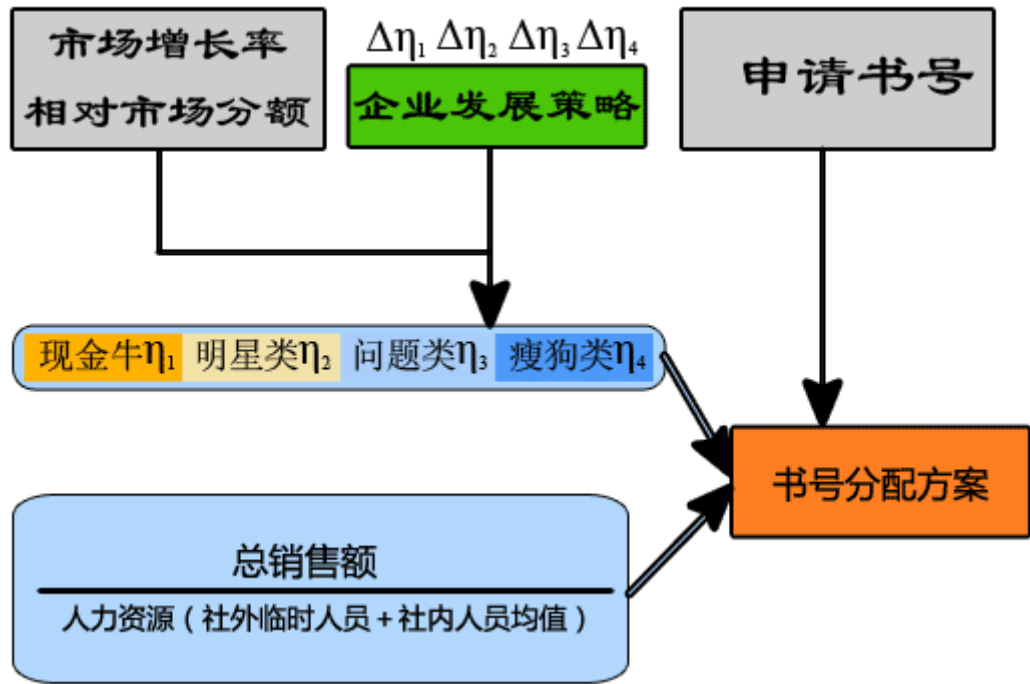 市场增长率
相对市场分额
Δη₁ Δη₂ Δη₃ Δη₄
企业发展策略
申请书号
现金牛η₁ 明星类η₂ 问题类η₃ 瘦狗类η₄
书号分配方案
总销售额
人力资源（社外临时人员＋社内人员均值）